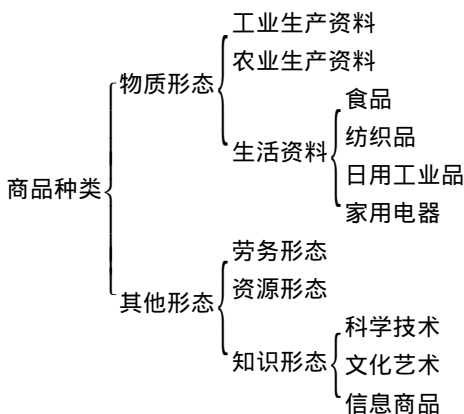 工业生产资料
物质形态
农业生产资料
食品
纺织品
生活资料
日用工业品
商品种类
家用电器
劳务形态
资源形态
其他形态
科学技术
知识形态
文化艺术
信息商品